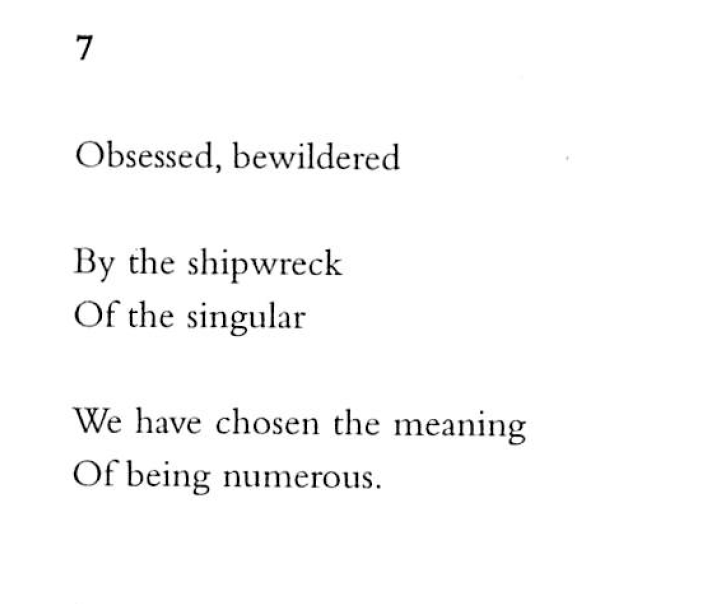 7
Obsessed, bewildered
By the shipwreck
Of the singular
We have chosen the meaning
Of being numerous.